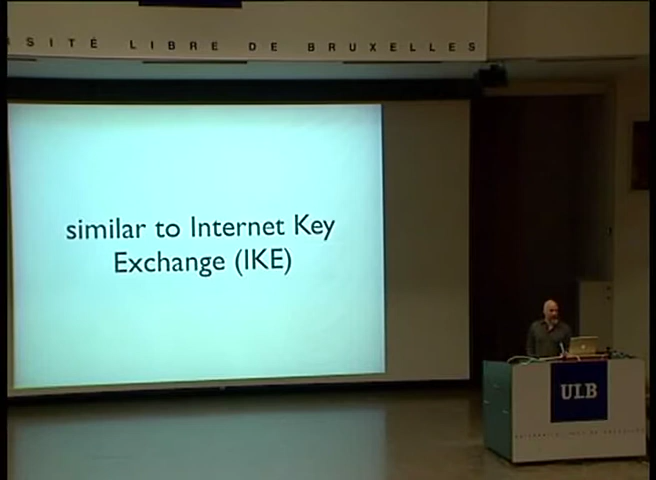 SITÉ LIBRE DE BRUXELLES
similar to Internet Key
Exchange (IKE)
ULB